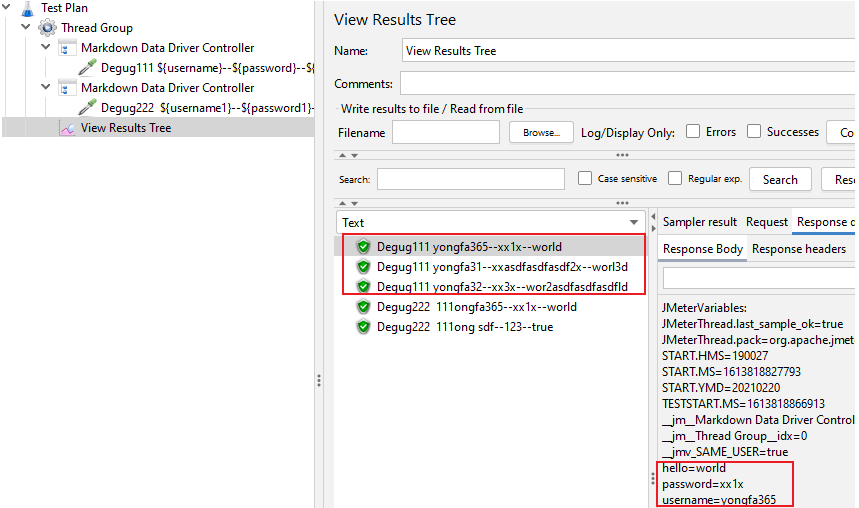 Test Plan
Thread Group
Markdown Data Driver Controller
Degug111 ${username}--${password}--${
Markdown Data Driver Controller
Degug222 ${username1}--${password1}-
View Results Tree
View Results Tree
Name: View Results Tree
Comments:
Write results to file / Read from file
Filename Browse... Log/Display Only: Errors Successes Co
Search: Case sensitive Regular exp. Search Rese
Text
Degug111 yongfa365--xx1x--world
Degug111 yongfa31--xxasdfasdfasdf2x--worl3d
Degug111 yongfa32--xx3x--wor2asdfasdfasdfld
Degug222 111ongfa365--xx1x--world
Degug222 111ong sdf--123--true
Sampler result Request Response d
Response Body Response headers
JMeterVariables:
JMeterThread.last_sample_ok=true
JMeterThread.pack=org.apache.jmete
START.HMS=190027
START.MS=1613818827793
START.YMD=20210220
TESTSTART.MS=1613818866913
__jm__Markdown Data Driver Control
__jm__Thread Group__idx=0
__jmv_SAME_USER=true
hello=world
password=xx1x
username=yongfa365